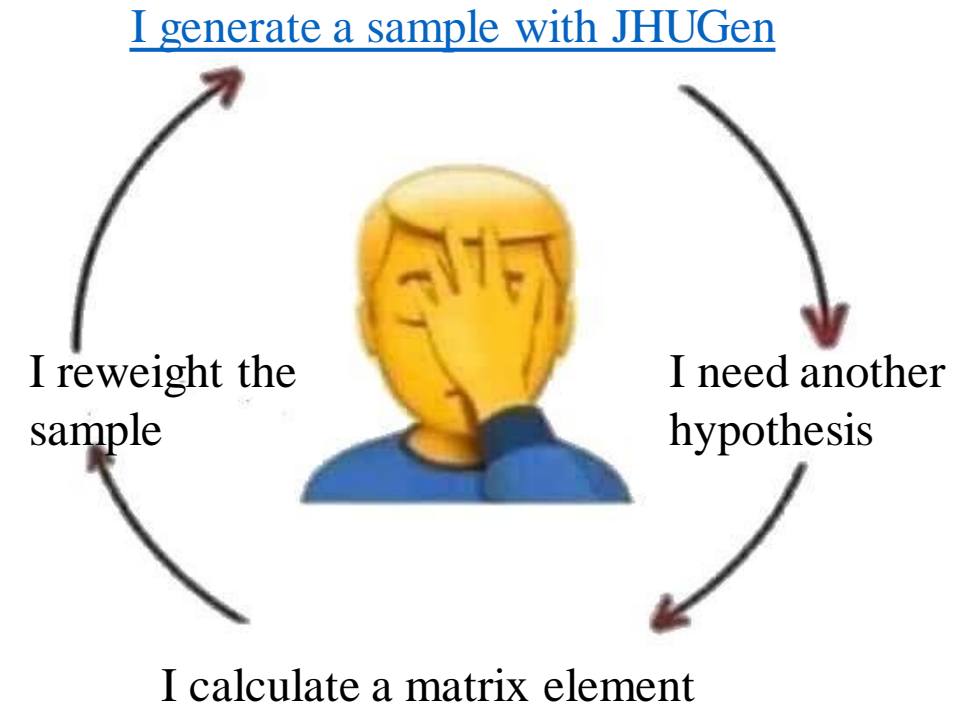 I generate a sample with JHUGen
I need another
hypothesis
I calculate a matrix element
I reweight the
sample